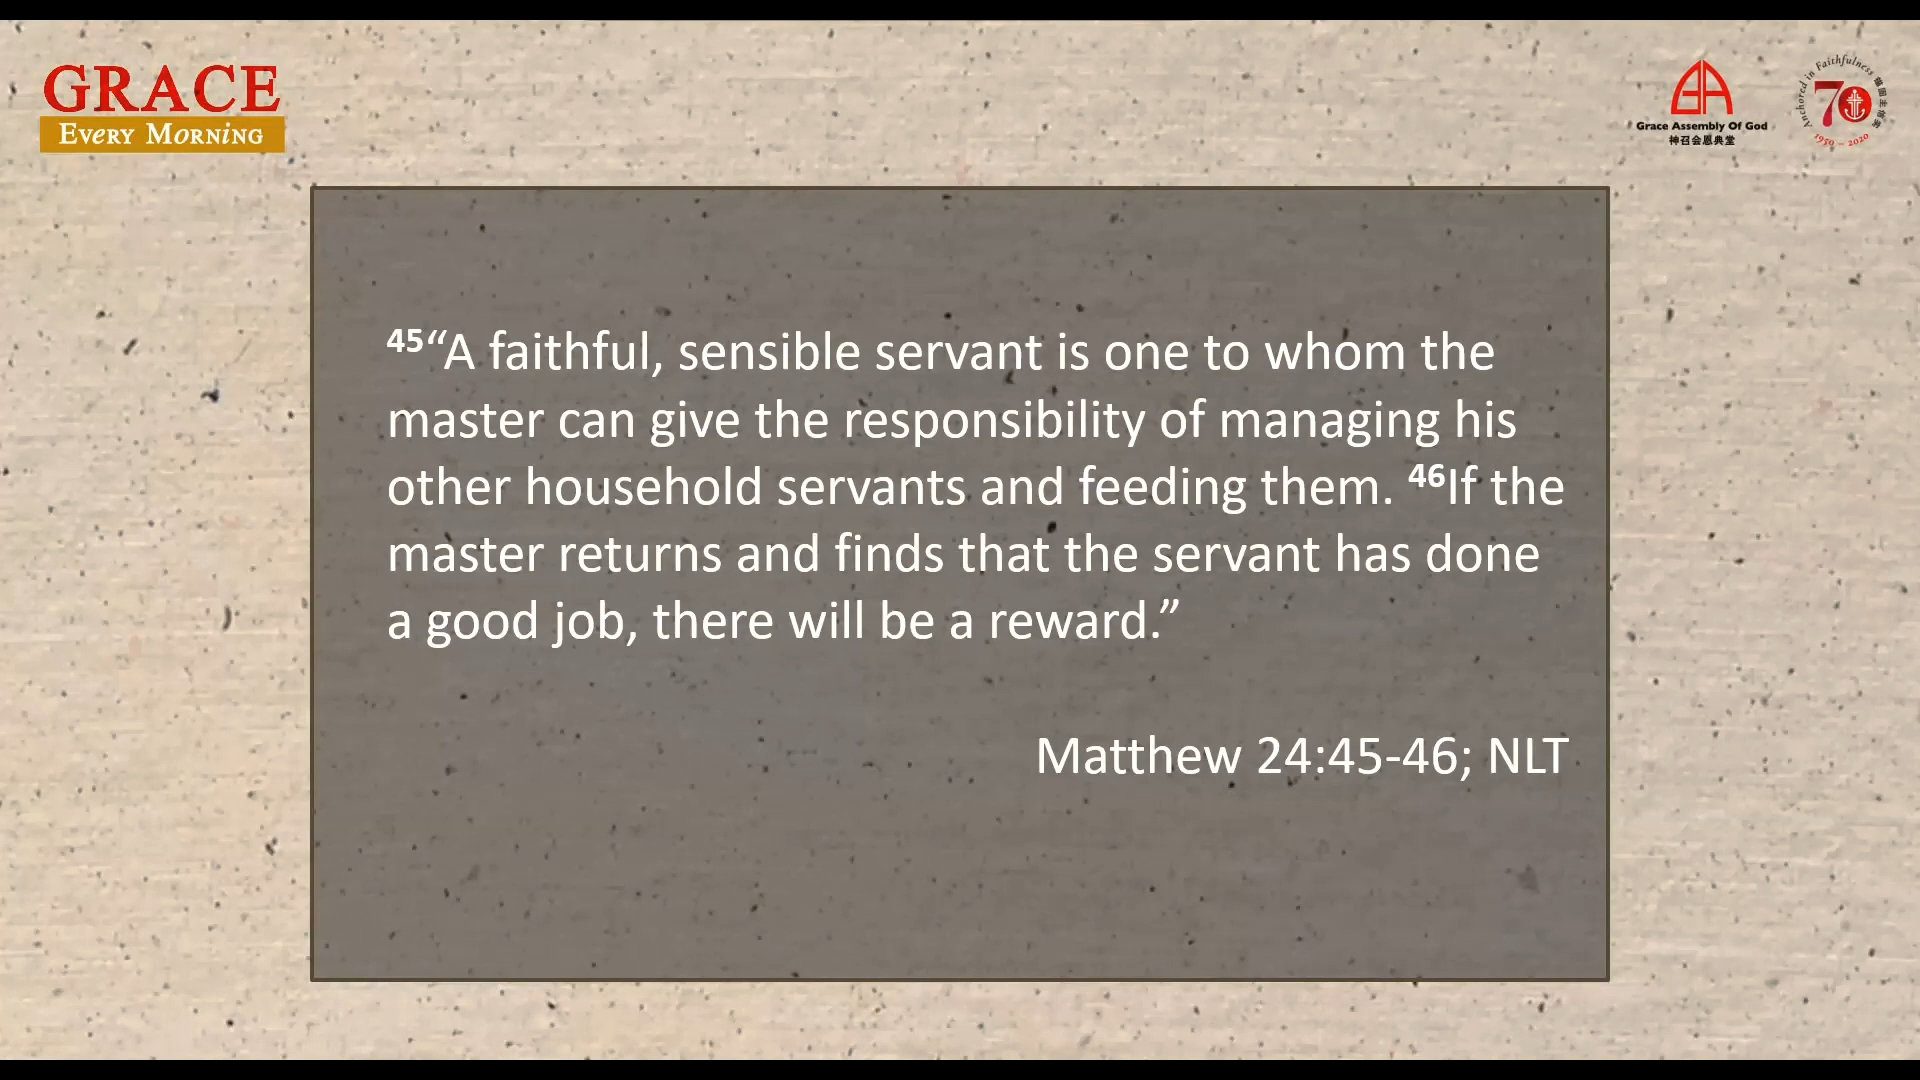 GRACE
Every Morning
Grace Assembly Of God
神召会恩典堂
Anchored in Faithfulness
70
1950 – 2020
45“A faithful, sensible servant is one to whom the
master can give the responsibility of managing his
other household servants and feeding them. 46If the
master returns and finds that the servant has done
a good job, there will be a reward.”
Matthew 24:45-46; NLT